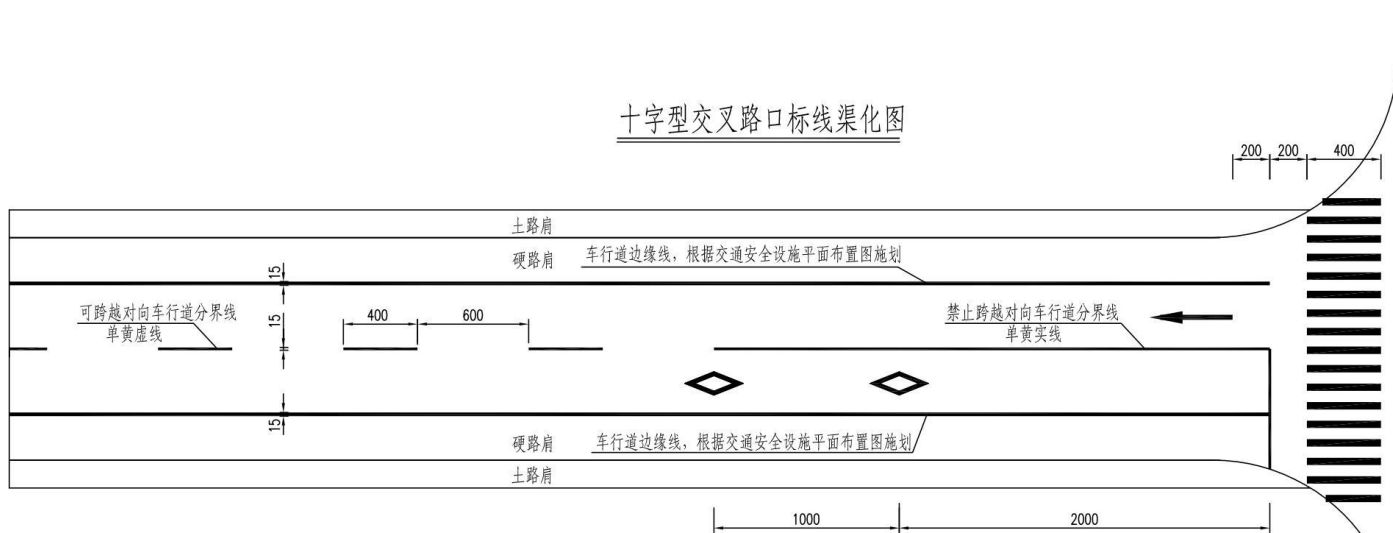 十字型交叉路口标线渠化图
200 200 400
土路肩
硬路肩 车行道边缘线，根据交通安全设施平面布置图施划
15
可跨越对向车行道分界线
单黄虚线
15
400 600
禁止跨越对向车行道分界线
单黄实线
15
硬路肩 车行道边缘线，根据交通安全设施平面布置图施划
土路肩
1000 2000